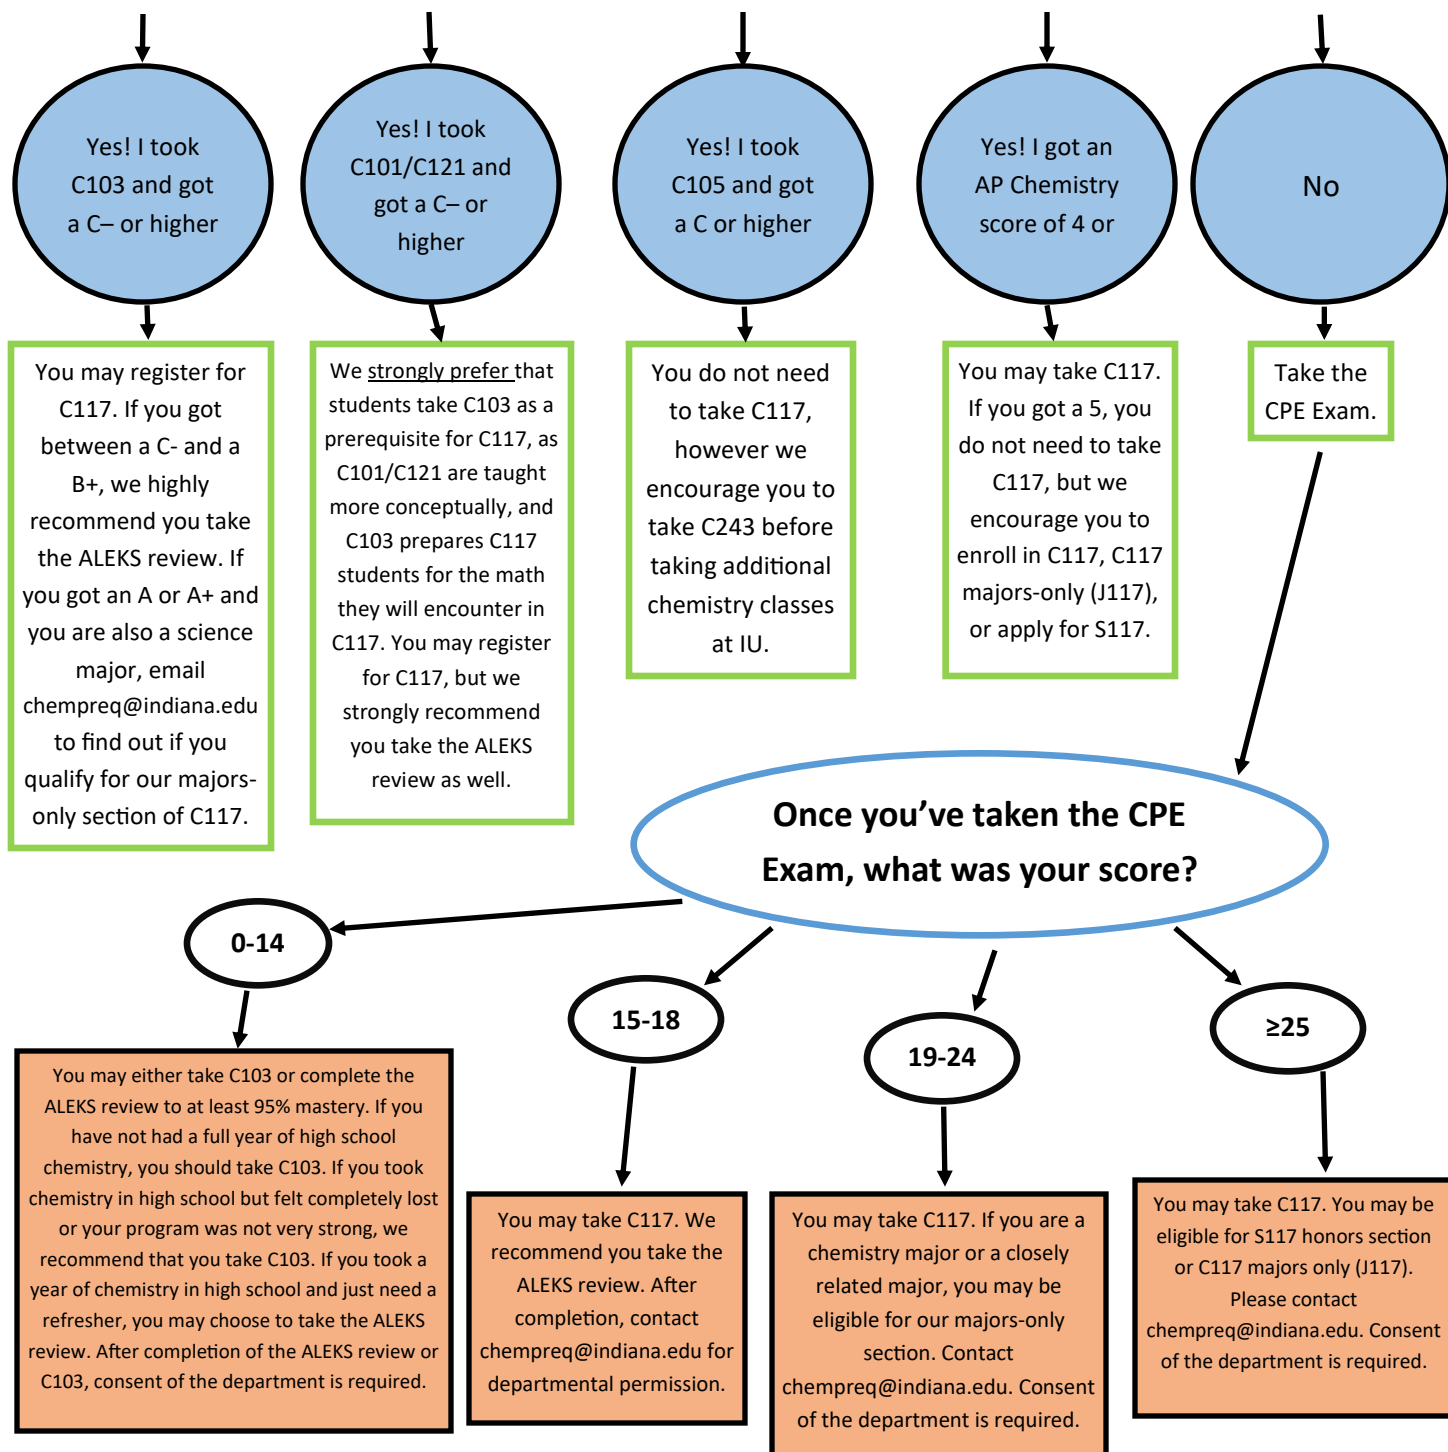 Yes! I took
C103 and got
a C– or higher
Yes! I took
C101/C121 and
got a C– or
higher
Yes! I took
C105 and got
a C or higher
Yes! I got an
AP Chemistry
score of 4 or
No
You may register for
C117. If you got
between a C- and a
B+, we highly
recommend you take
the ALEKS review. If
you got an A or A+ and
you are also a science
major, email
chempreq@indiana.edu
to find out if you
qualify for our majors-
only section of C117.
We strongly prefer that
students take C103 as a
prerequisite for C117, as
C101/C121 are taught
more conceptually, and
C103 prepares C117
students for the math
they will encounter in
C117. You may register
for C117, but we
strongly recommend
you take the ALEKS
review as well.
You do not need
to take C117,
however we
encourage you to
take C243 before
taking additional
chemistry classes
at IU.
You may take C117.
If you got a 5, you
do not need to take
C117, but we
encourage you to
enroll in C117, C117
majors-only (J117),
or apply for S117.
Take the
CPE Exam.
Once you’ve taken the CPE
Exam, what was your score?
0-14
15-18
19-24
≥25
You may either take C103 or complete the
ALEKS review to at least 95% mastery. If you
have not had a full year of high school
chemistry, you should take C103. If you took
chemistry in high school but felt completely lost
or your program was not very strong, we
recommend that you take C103. If you took a
year of chemistry in high school and just need a
refresher, you may choose to take the ALEKS
review. After completion of the ALEKS review or
C103, consent of the department is required.
You may take C117. We
recommend you take the
ALEKS review. After
completion, contact
chempreq@indiana.edu for
departmental permission.
You may take C117. If you are a
chemistry major or a closely
related major, you may be
eligible for our majors-only
section. Contact
chempreq@indiana.edu. Consent
of the department is required.
You may take C117. You may be
eligible for S117 honors section
or C117 majors only (J117).
Please contact
chempreq@indiana.edu. Consent
of the department is required.